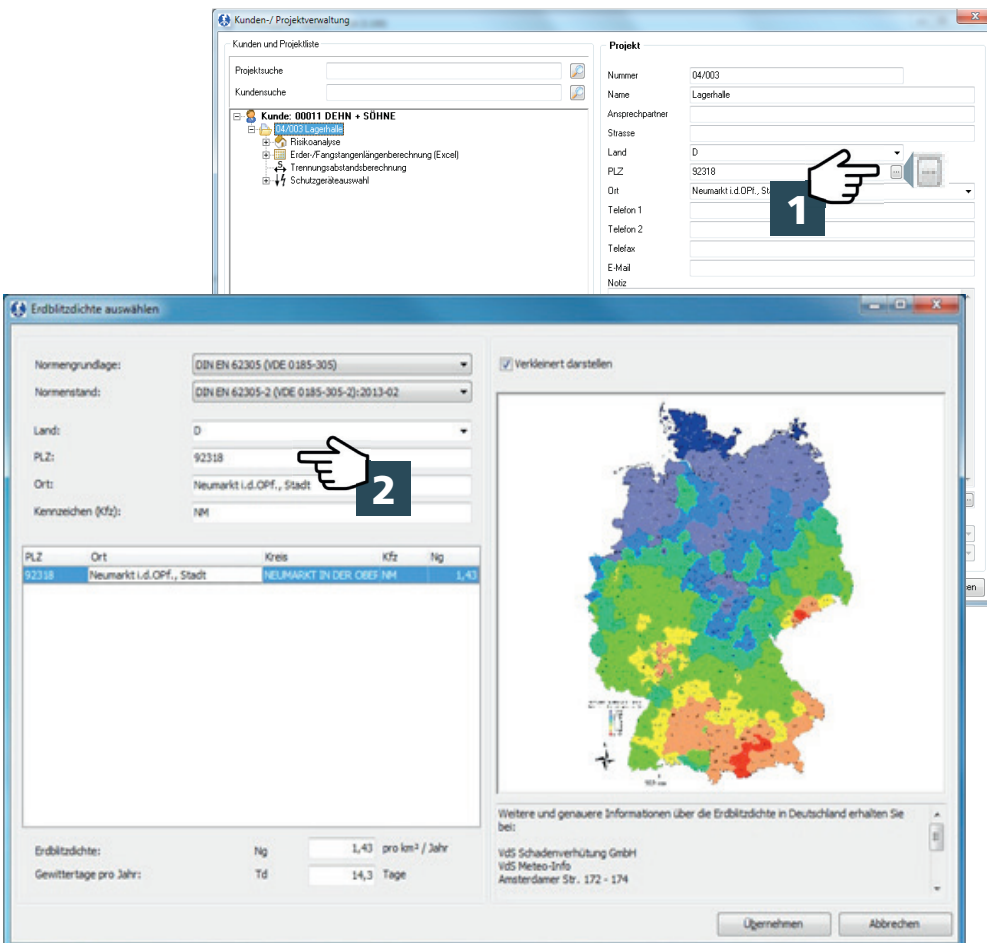 Kunden-/ Projektverwaltung
Kunden und Projektliste
Projektsuche
Kundensuche
Kunde: 00011 DEHN + SÖHNE
04/003 Lagerhalle
Risikoanalyse
Erder-/Fangstangenlängenberechnung (Excel)
Trennungsabstandsberechnung
Schutzgeräteauswahl
Projekt
Nummer 04/003
Name Lagerhalle
Ansprechpartner
Strasse
Land D
PLZ 92318
Ort Neumarkt i.d.OPf.,
Telefon 1
Telefon 2
Telefax
E-Mail
Notiz
1
Erdblitzdichte auswählen
Normengrundlage: DIN EN 62305 (VDE 0185-305)
Normenstand: DIN EN 62305-2 (VDE 0185-305-2):2013-02
Land: D
PLZ: 92318
Ort: Neumarkt i.d.OPf., Stadt
Kennzeichen (Kfz): NM
2
PLZ Ort Kreis Kfz Ng
92318 Neumarkt i.d.OPf., Stadt NEUMARKT IN DER OBER NM 1,43
Erdblitzdichte: Ng 1,43 pro km² / Jahr
Gewittertage pro Jahr: Td 14,3 Tage
Verkleinert darstellen
Weitere und genauere Informationen über die Erdblitzdichte in Deutschland erhalten Sie
bei:
VdS Schadenverhütung GmbH
VdS Meteo-Info
Amsterdamer Str. 172 - 174
Übernehmen Abbrechen